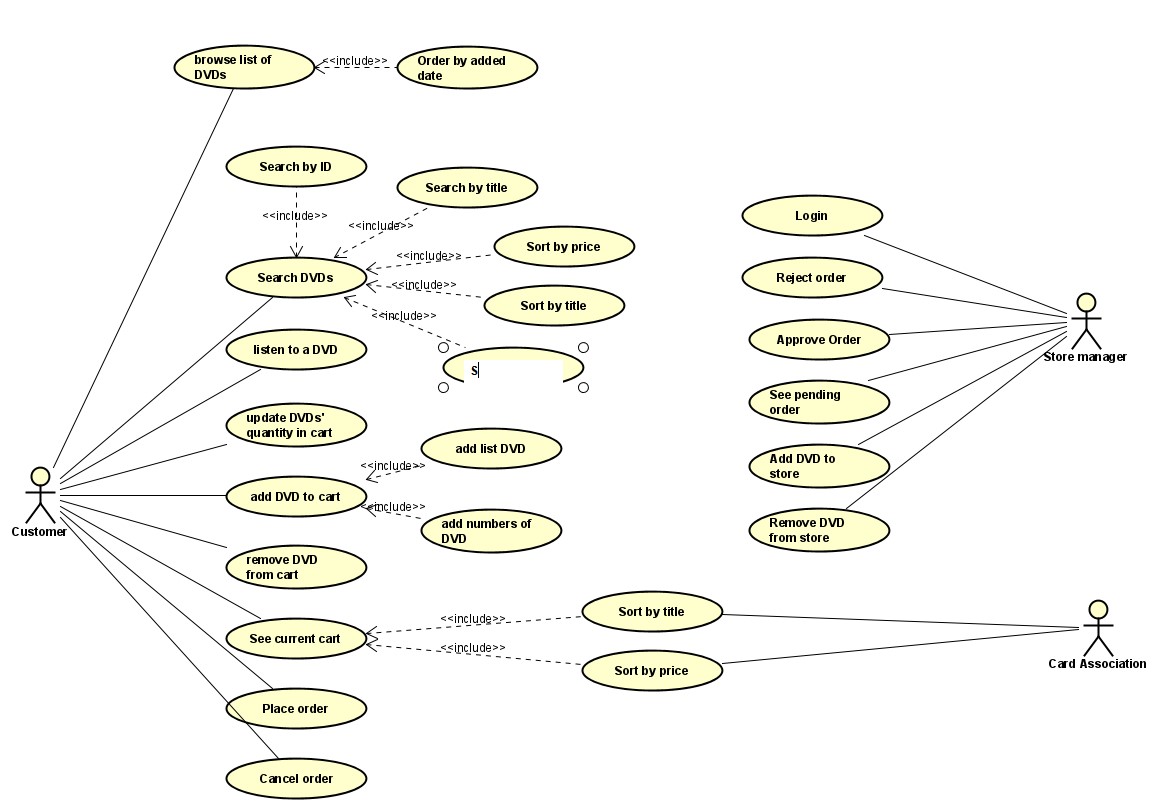 browse list of
DVDs
<<include>>
Order by added
date
Search by ID
Search by title
<<include>>
<<include>>
Sort by price
<<include>>
Search DVDs
<<include>>
Sort by title
<<include>>
listen to a DVD
S
update DVDs'
quantity in cart
add list DVD
<<include>>
add DVD to cart
<<include>>
add numbers of
DVD
Customer
remove DVD
from cart
See current cart
<<include>>
Sort by title
<<include>>
Sort by price
Place order
Cancel order
Login
Reject order
Approve Order
Store manager
See pending
order
Add DVD to
store
Remove DVD
from store
Card Association